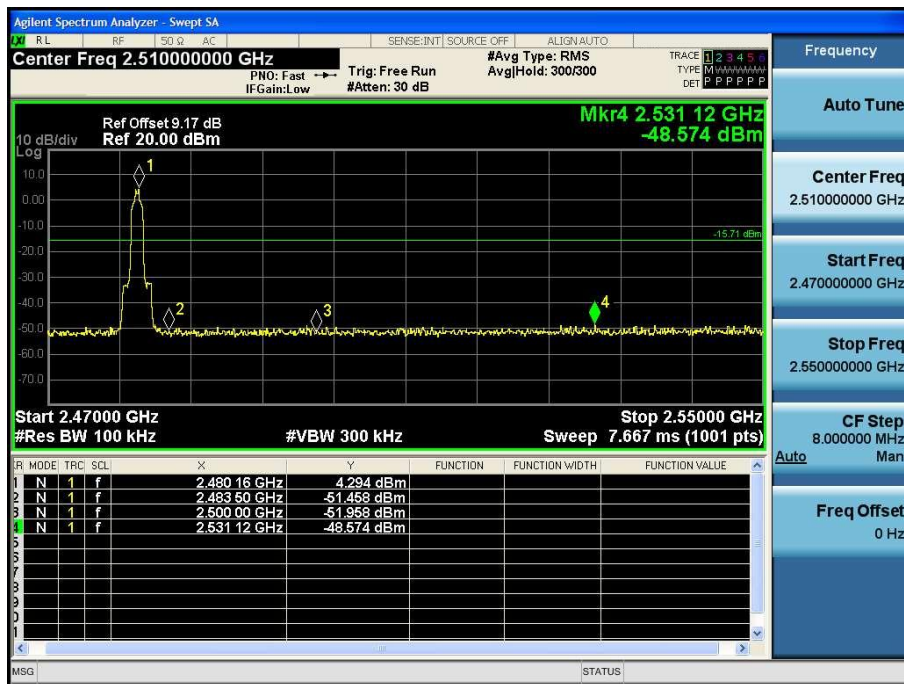 Agilent Spectrum Analyzer - Swept SA
LXI RL RF 50 Ω AC SENSE:INT SOURCE OFF ALIGN AUTO
Center Freq 2.510000000 GHz
PNO: Fast
IFGain:Low
Trig: Free Run
#Atten: 30 dB
#Avg Type: RMS
Avg|Hold: 300/300
TRACE 1 2 3 4 5 6
TYPE M
DET P P P P P P
Frequency
Mkr4 2.531 12 GHz
-48.574 dBm
Ref Offset 9.17 dB
10 dB/div Ref 20.00 dBm
Log
10.0
0.00
-10.0
-20.0
-30.0
-40.0
-50.0
-60.0
-70.0
-15.71 dBm
1
2
3
4
Start 2.47000 GHz
Stop 2.55000 GHz
#Res BW 100 kHz
#VBW 300 kHz
Sweep 7.667 ms (1001 pts)
MODE TRC SCL X Y FUNCTION FUNCTION WIDTH FUNCTION VALUE
1 N 1 f 2.480 16 GHz 4.294 dBm
2 N 1 f 2.483 50 GHz -51.458 dBm
3 N 1 f 2.500 00 GHz -51.958 dBm
4 N 1 f 2.531 12 GHz -48.574 dBm
5
6
7
8
9
MSG
STATUS
Auto Tune
Center Freq
2.510000000 GHz
Start Freq
2.470000000 GHz
Stop Freq
2.550000000 GHz
CF Step
8.000000 MHz
Auto Man
Freq Offset
0 Hz